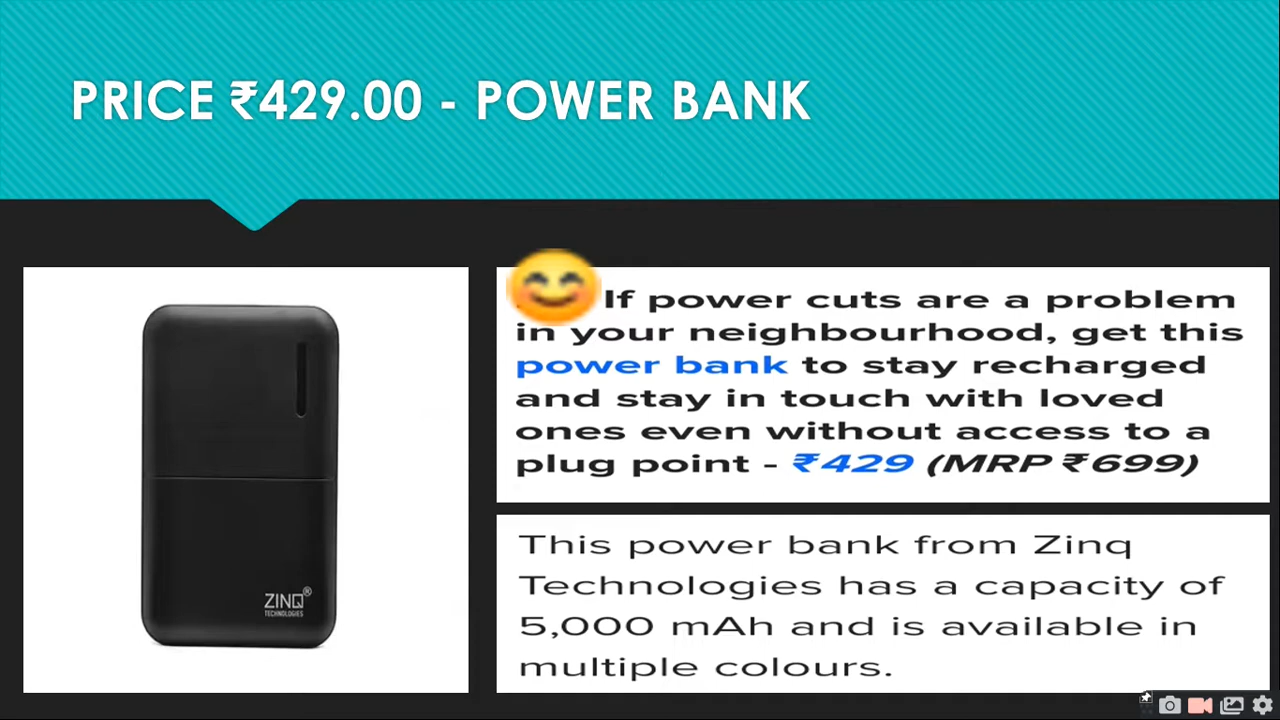 PRICE ₹429.00 - POWER BANK
If power cuts are a problem
in your neighbourhood, get this
power bank to stay recharged
and stay in touch with loved
ones even without access to a
plug point - ₹429 (MRP ₹699)
ZINQ®
TECHNOLOGIES
This power bank from Zinq
Technologies has a capacity of
5,000 mAh and is available in
multiple colours.